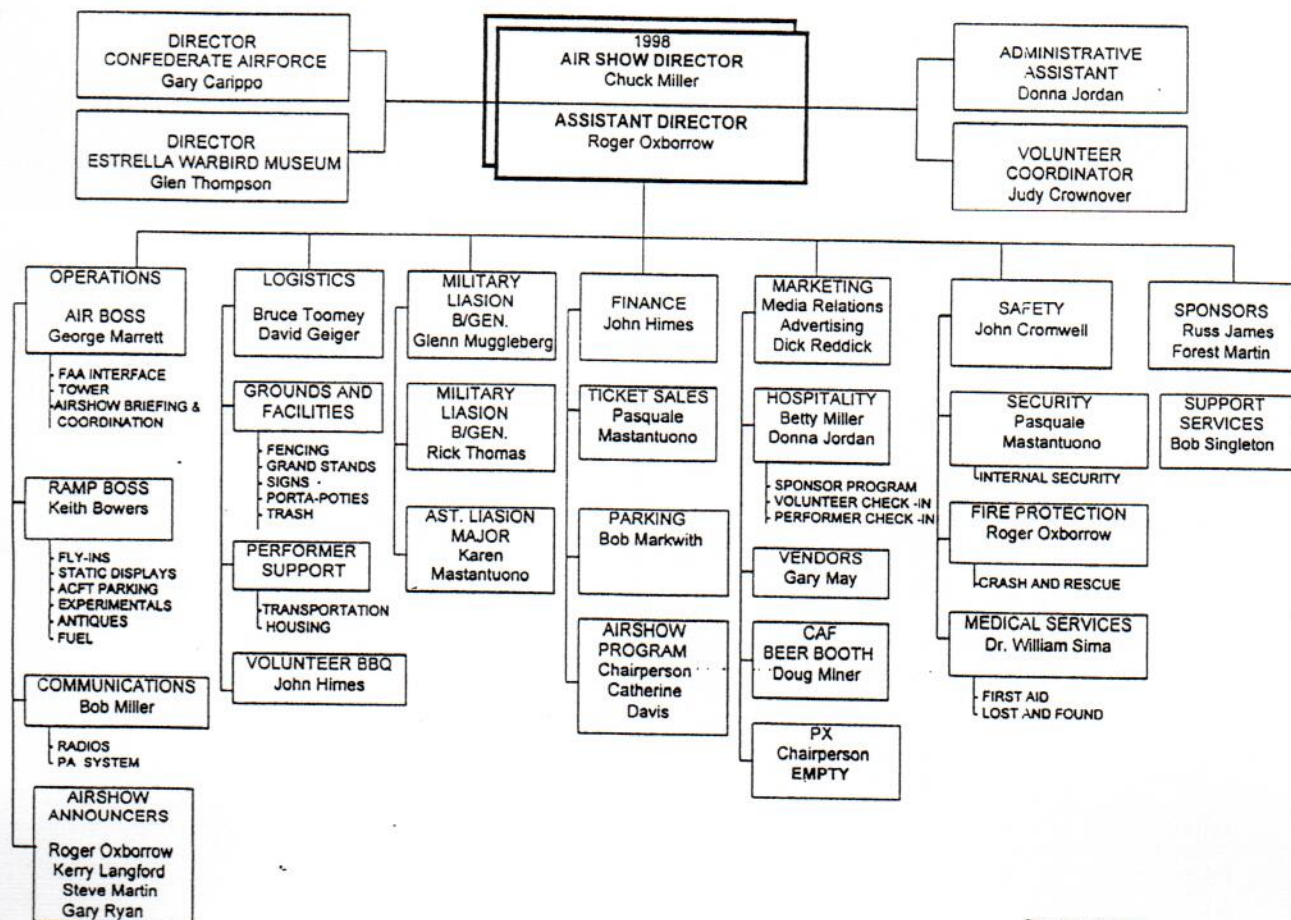 DIRECTOR
CONFEDERATE AIRFORCE
Gary Carippo
DIRECTOR
ESTRELLA WARBIRD MUSEUM
Glen Thompson
1998
AIR SHOW DIRECTOR
Chuck Miller
ASSISTANT DIRECTOR
Roger Oxborrow
ADMINISTRATIVE
ASSISTANT
Donna Jordan
VOLUNTEER
COORDINATOR
Judy Crownover
OPERATIONS
AIR BOSS
George Marrett
FAA INTERFACE
TOWER
AIRSHOW BRIEFING &
COORDINATION
RAMP BOSS
Keith Bowers
FLY-INS
STATIC DISPLAYS
ACFT PARKING
EXPERIMENTALS
ANTIQUES
FUEL
COMMUNICATIONS
Bob Miller
RADIOS
PA SYSTEM
AIRSHOW
ANNOUNCERS
Roger Oxborrow
Kerry Langford
Steve Martin
Gary Ryan
LOGISTICS
Bruce Toomey
David Geiger
GROUNDS AND
FACILITIES
FENCING
GRAND STANDS
SIGNS
PORTA-POTIES
TRASH
PERFORMER
SUPPORT
TRANSPORTATION
HOUSING
VOLUNTEER BBQ
John Himes
MILITARY
LIASION
B/GEN.
Glenn Muggleberg
MILITARY
LIASION
B/GEN.
Rick Thomas
AST. LIASION
MAJOR
Karen
Mastantuono
FINANCE
John Himes
TICKET SALES
Pasquale
Mastantuono
PARKING
Bob Markwith
AIRSHOW
PROGRAM
Chairperson
Catherine
Davis
MARKETING
Media Relations
Advertising
Dick Reddick
HOSPITALITY
Betty Miller
Donna Jordan
SPONSOR PROGRAM
VOLUNTEER CHECK -IN
PERFORMER CHECK -IN
VENDORS
Gary May
CAF
BEER BOOTH
Doug Miner
PX
Chairperson
EMPTY
SAFETY
John Cromwell
SECURITY
Pasquale
Mastantuono
INTERNAL SECURITY
FIRE PROTECTION
Roger Oxborrow
CRASH AND RESCUE
MEDICAL SERVICES
Dr. William Sima
FIRST AID
LOST AND FOUND
SPONSORS
Russ James
Forest Martin
SUPPORT
SERVICES
Bob Singleton